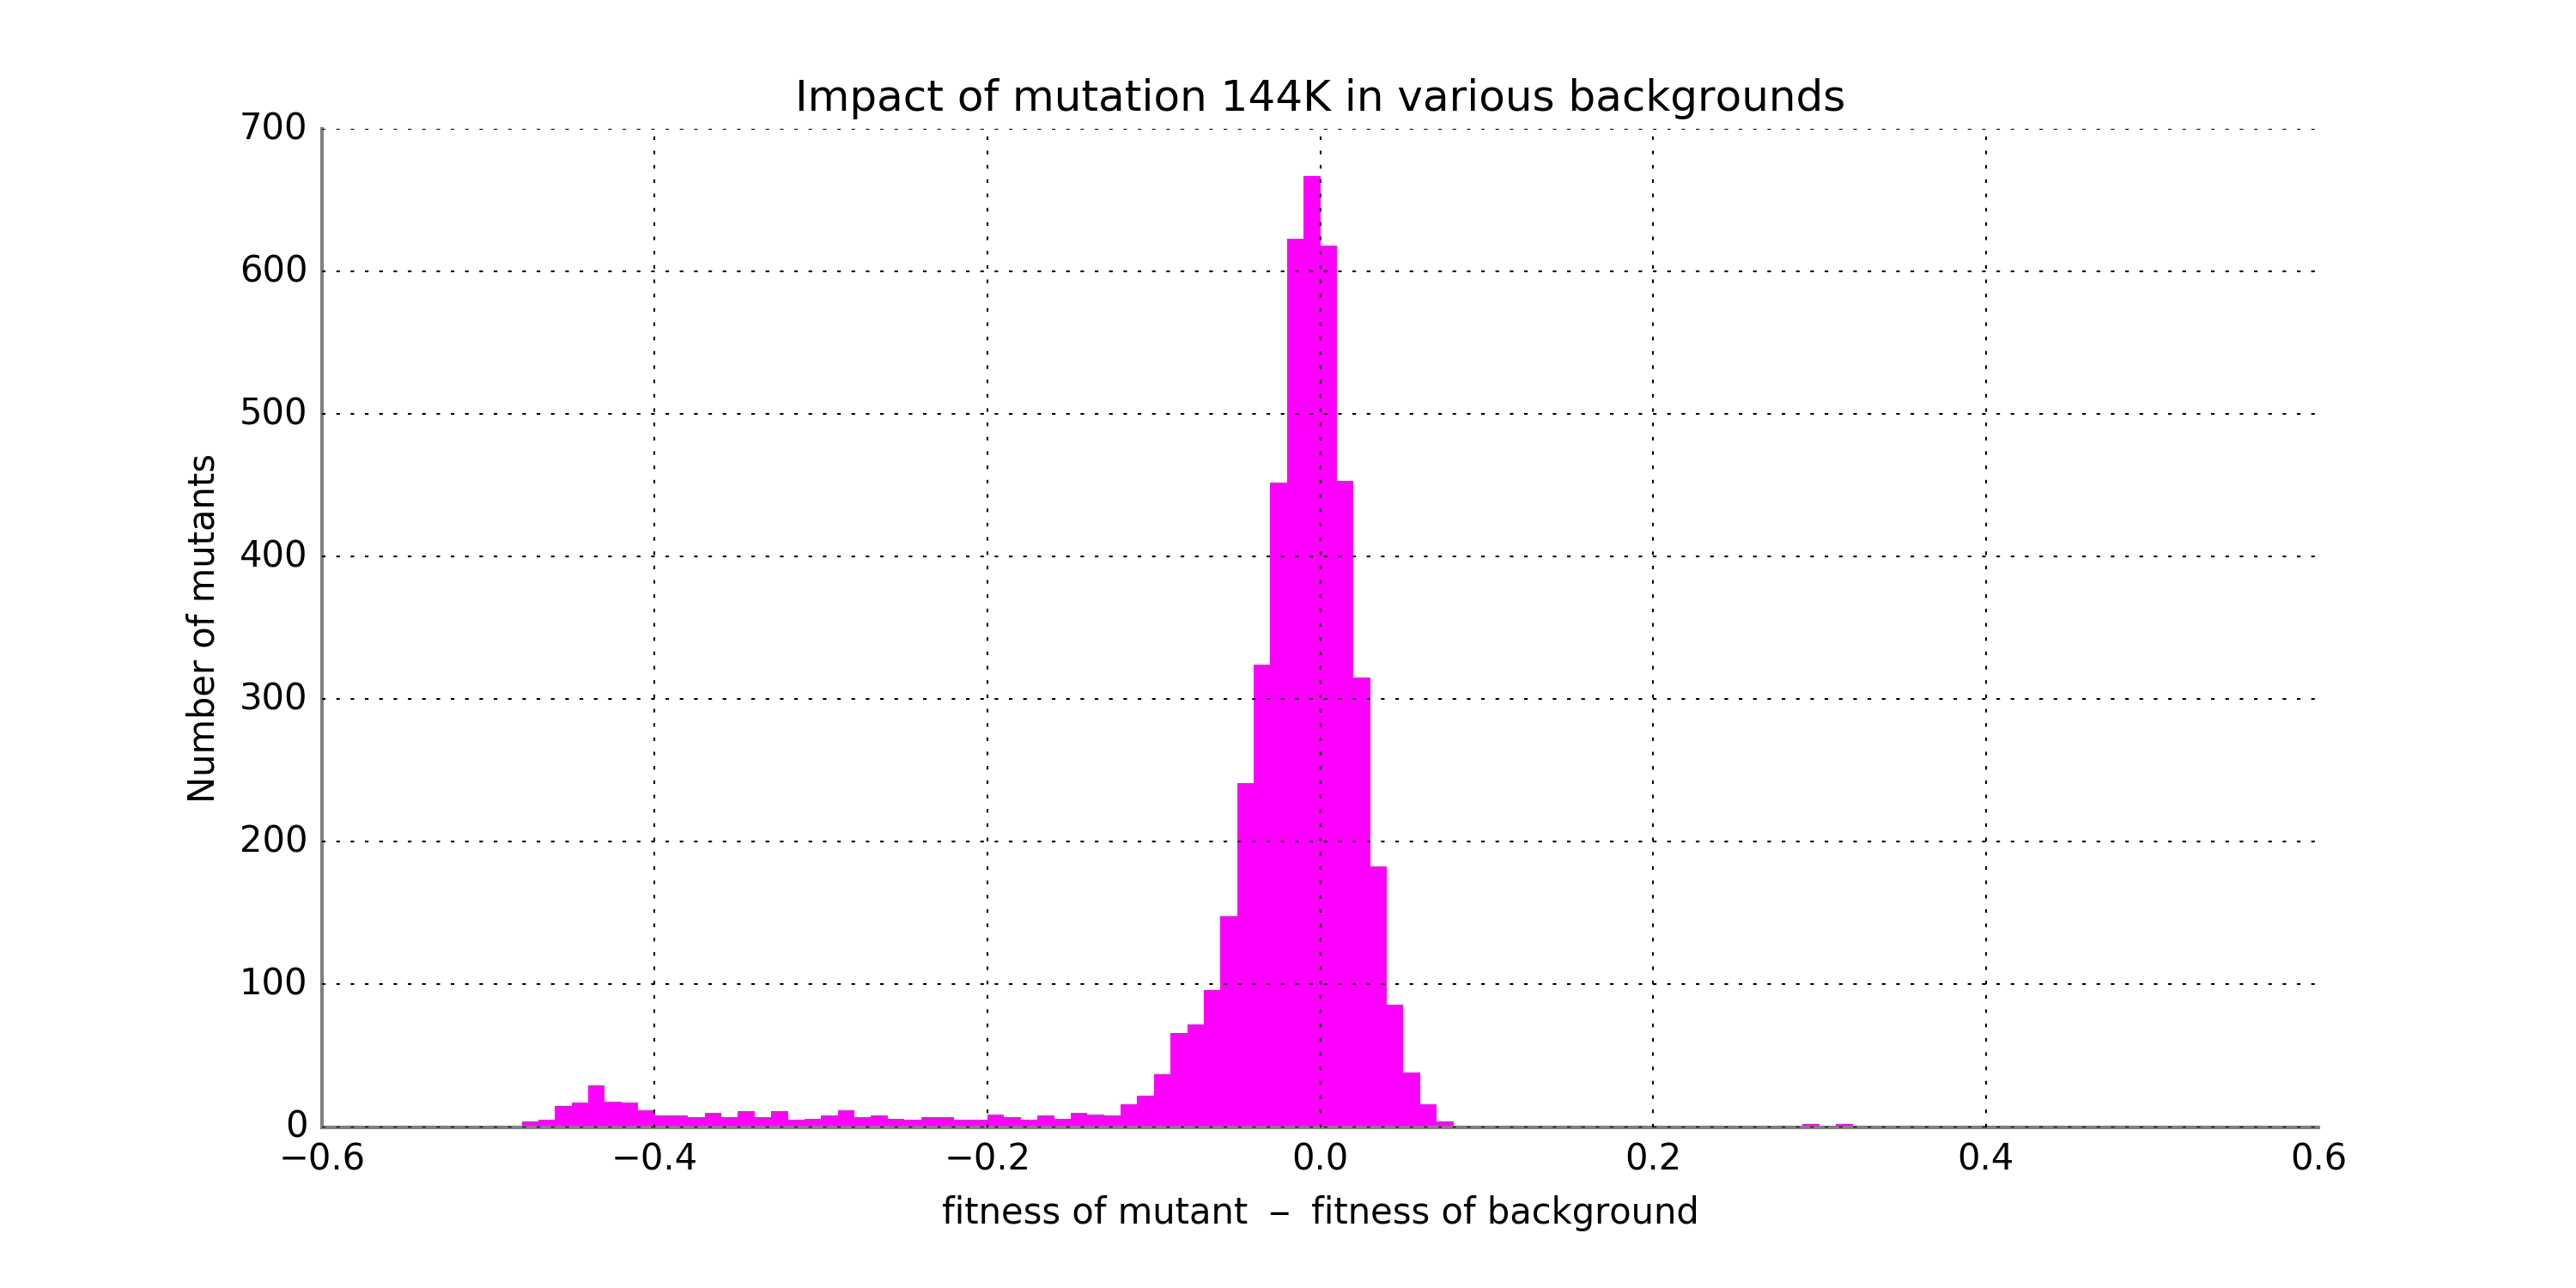 Impact of mutation 144K in various backgrounds
700
600
500
400
300
200
100
0
Number of mutants
−0.6 −0.4 −0.2 0.0 0.2 0.4 0.6
fitness of mutant − fitness of background